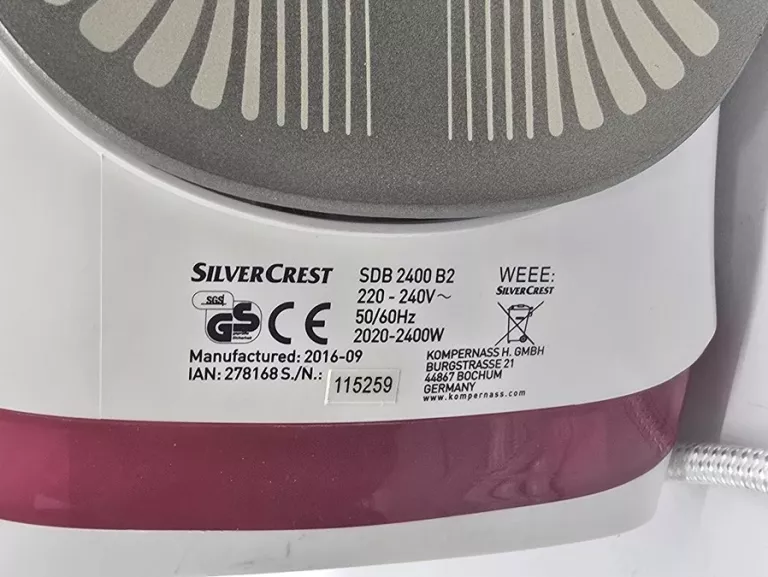 SILVERCREST SDB 2400 B2 WEEE:
220 - 240V~ SILVERCREST
SGS
GS CE 50/60Hz
2020-2400W
Manufactured: 2016-09 KOMPERNASS H. GMBH
BURGSTRASSE 21
IAN: 278168 S./N.: 115259 44867 BOCHUM
GERMANY
www.kompernass.com